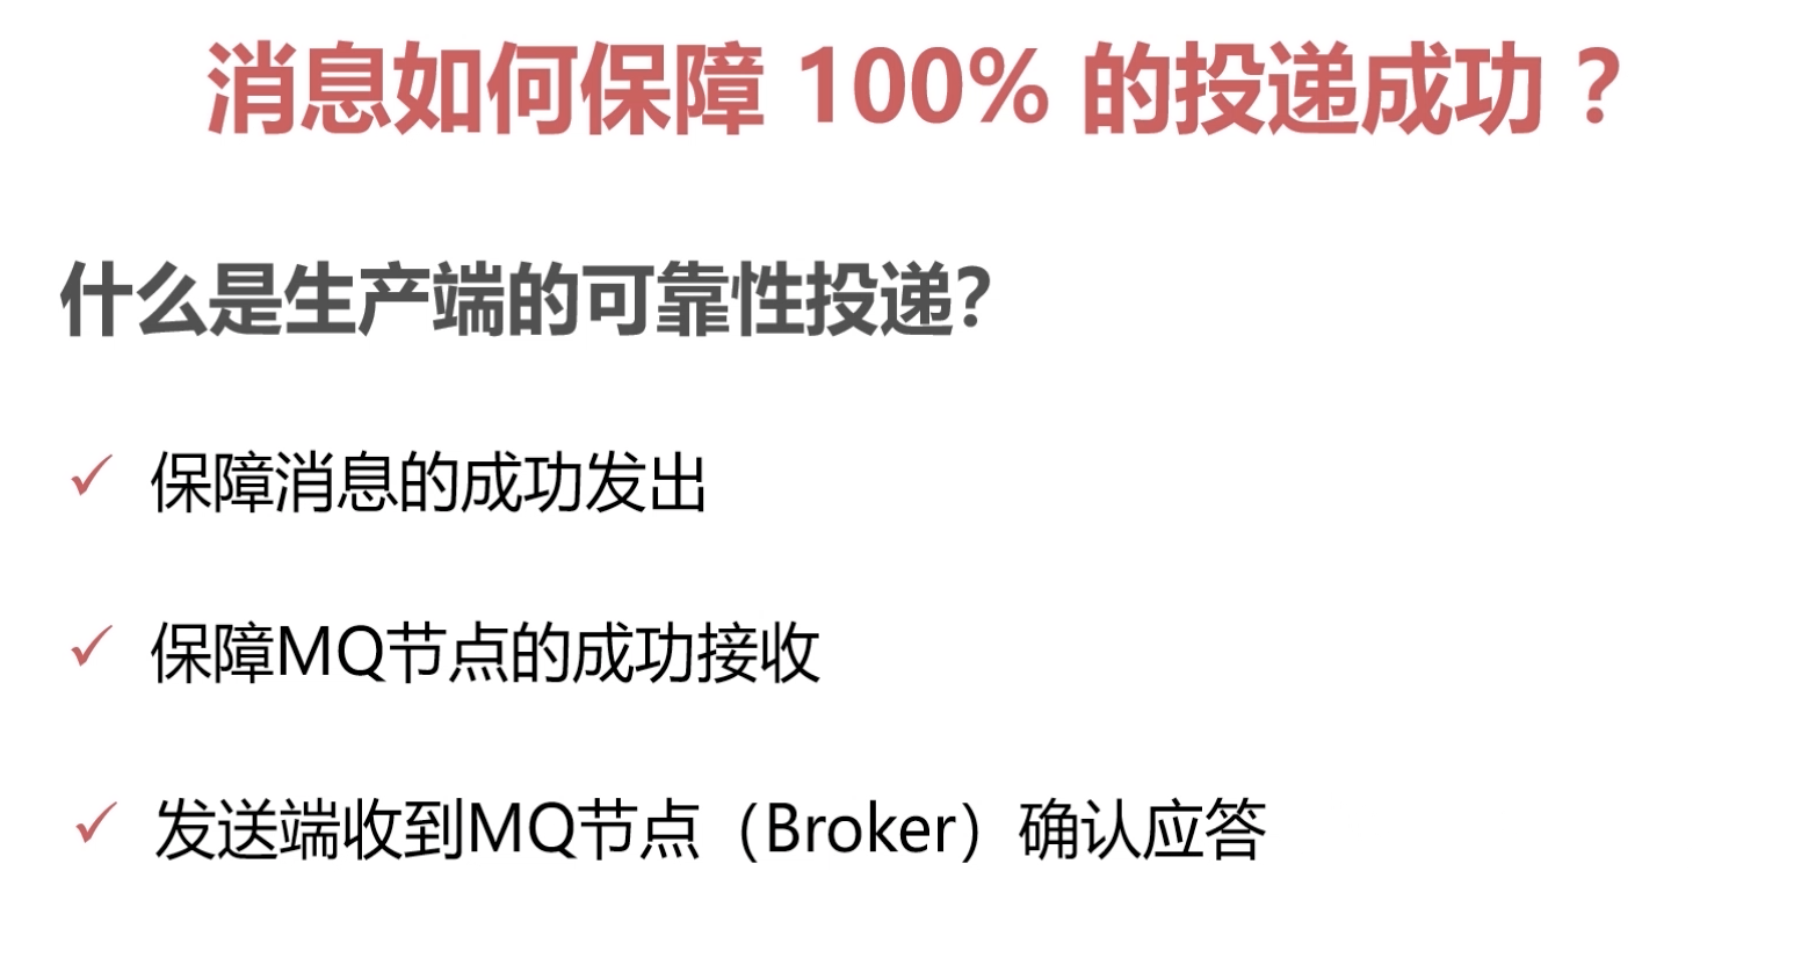 消息如何保障 100% 的投递成功？
什么是生产端的可靠性投递？
保障消息的成功发出
保障MQ节点的成功接收
发送端收到MQ节点（Broker）确认应答